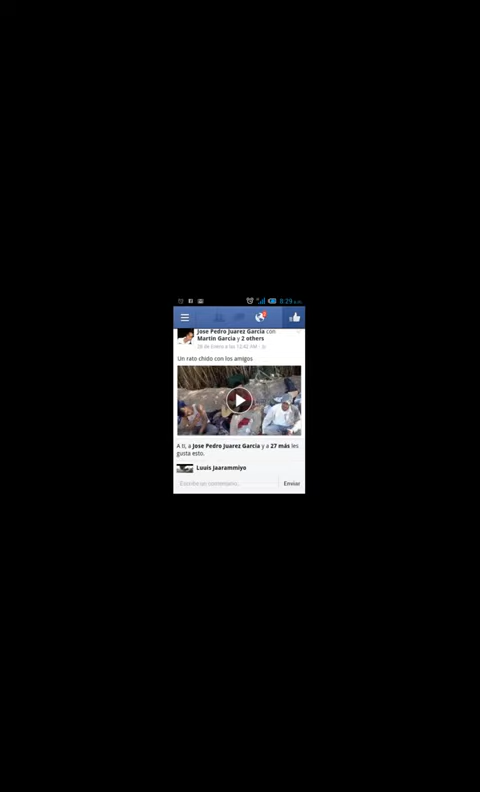 8:29 a.m.
Jose Pedro Juarez Garcia con
Martin Garcia y 2 others
Un rato chido con los amigos
A ti, a Jose Pedro Juarez Garcia y a 27 más les
gusta esto.
Luuis Jaarammiyo
Escribe un comentario...
Enviar